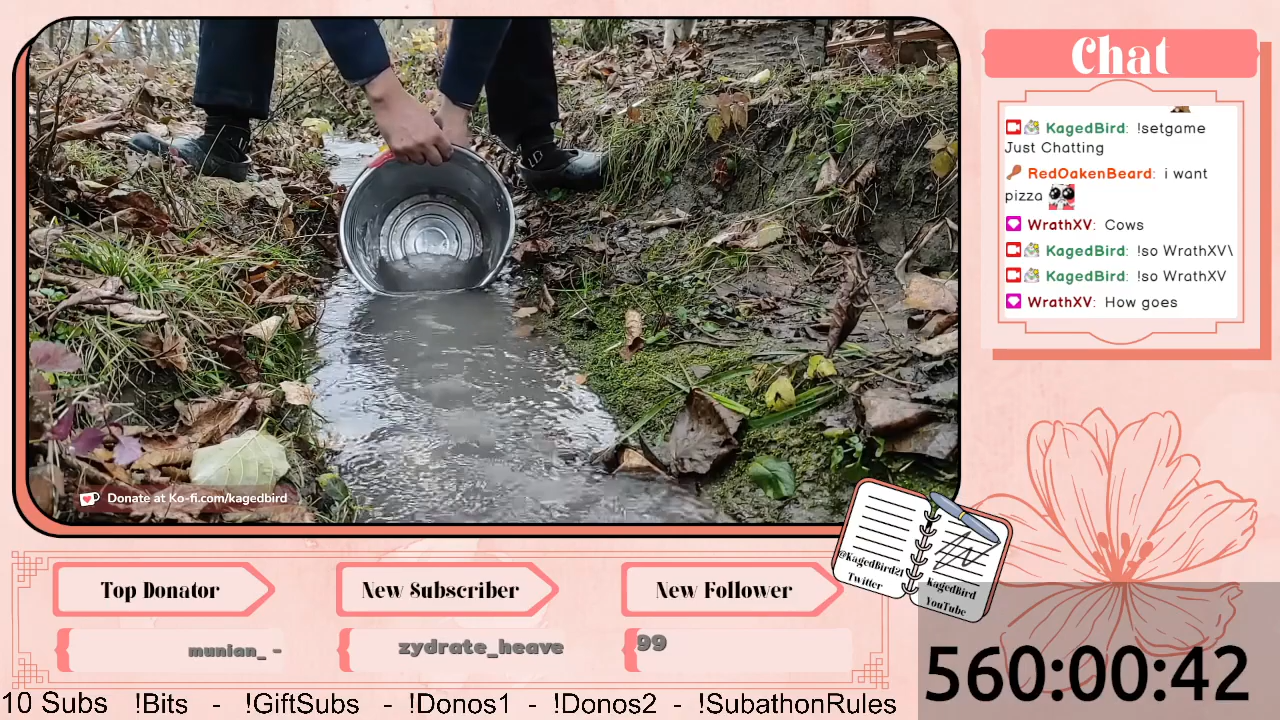 Chat
KagedBird: !setgame
Just Chatting
RedOakenBeard: i want
pizza
WrathXV: Cows
KagedBird: !so WrathXV\
KagedBird: !so WrathXV
WrathXV: How goes
Donate at Ko-fi.com/kagedbird
@KagedBird21
Twitter
KagedBird
YouTube
Top Donator
New Subscriber
New Follower
munian_ -
zydrate_heave
99
10 Subs !Bits - !GiftSubs - !Donos1 - !Donos2 - !SubathonRules
560:00:42